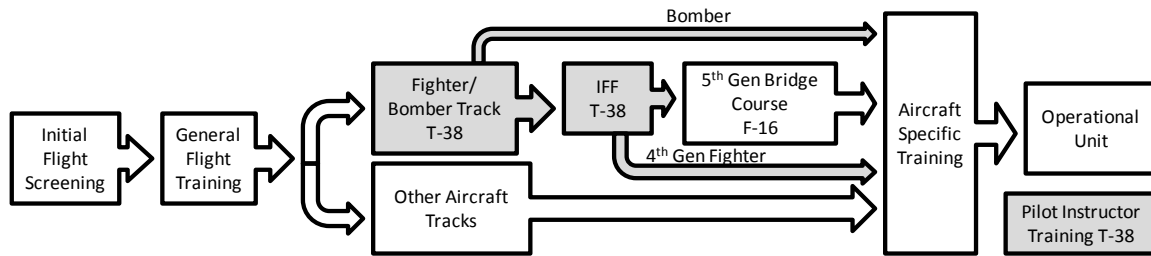 Initial
Flight
Screening
General
Flight
Training
Bomber
Fighter/
Bomber Track
T-38
IFF
T-38
5th Gen Bridge
Course
F-16
4th Gen Fighter
Other Aircraft
Tracks
Aircraft
Specific
Training
Operational
Unit
Pilot Instructor
Training T-38